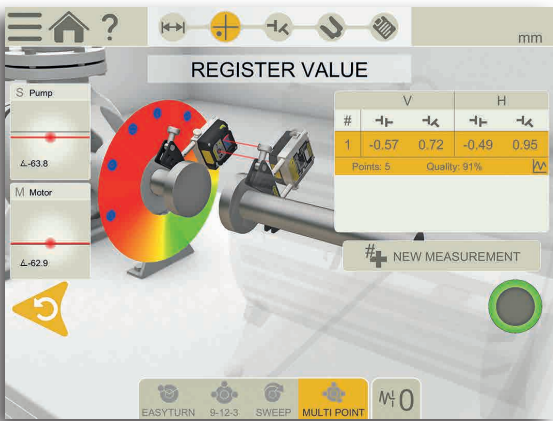 ?
mm
REGISTER VALUE
S Pump
∡-63.8
M Motor
∡-62.9
V H
#
1 -0.57 0.72 -0.49 0.95
Points: 5 Quality: 91%
# NEW MEASUREMENT
EASYTURN 9-12-3 SWEEP MULTI POINT
0